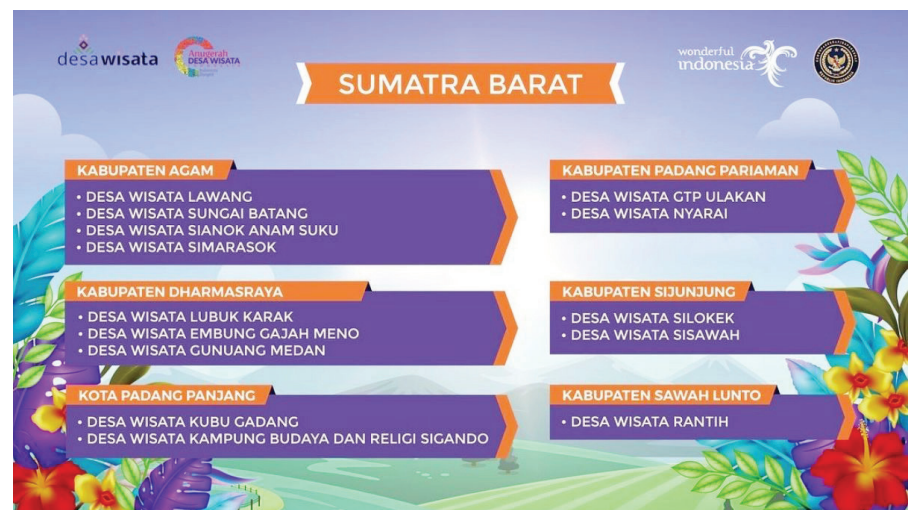 desa wisata
Anugerah
DESA WISATA
wonderful
indonesia
SUMATRA BARAT
KABUPATEN AGAM
• DESA WISATA LAWANG
• DESA WISATA SUNGAI BATANG
• DESA WISATA SIANOK ANAM SUKU
• DESA WISATA SIMARASOK
KABUPATEN DHARMASRAYA
• DESA WISATA LUBUK KARAK
• DESA WISATA EMBUNG GAJAH MENO
• DESA WISATA GUNUANG MEDAN
KOTA PADANG PANJANG
• DESA WISATA KUBU GADANG
• DESA WISATA KAMPUNG BUDAYA DAN RELIGI SIGANDO
KABUPATEN PADANG PARIAMAN
• DESA WISATA GTP ULAKAN
• DESA WISATA NYARAI
KABUPATEN SIJUNJUNG
• DESA WISATA SILOKEK
• DESA WISATA SISAWAH
KABUPATEN SAWAH LUNTO
• DESA WISATA RANTIH